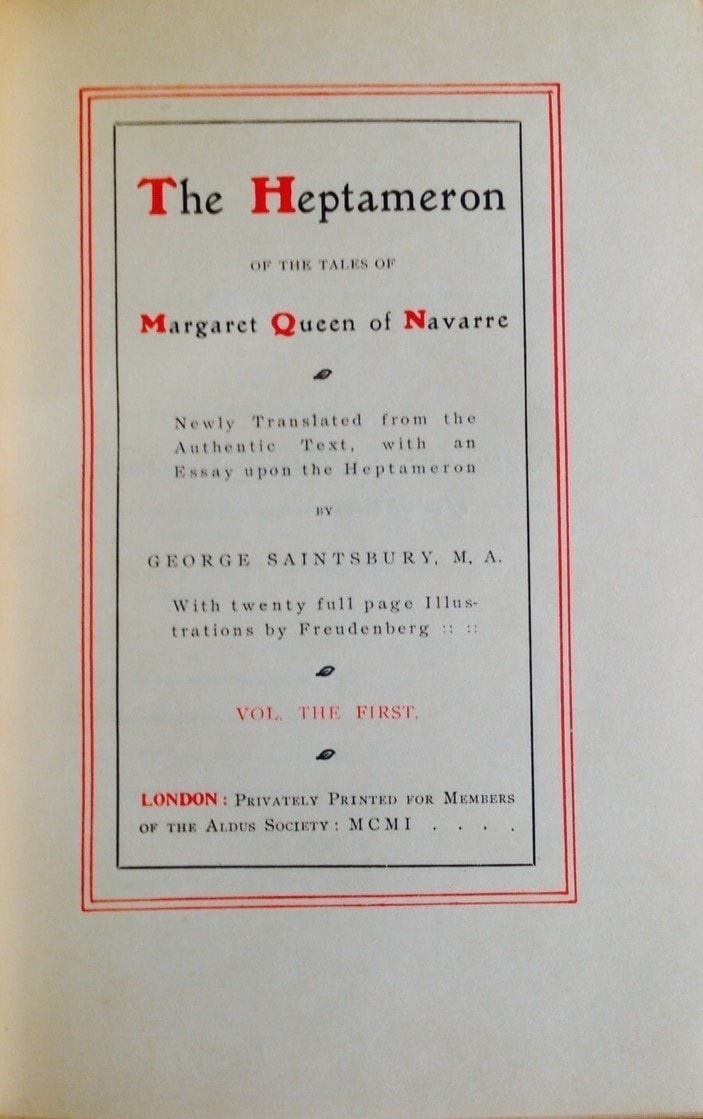 The Heptameron
OF THE TALES OF
Margaret Queen of Navarre
Newly Translated from the
Authentic Text, with an
Essay upon the Heptameron
BY
GEORGE SAINTSBURY, M. A.
With twenty full page Illus-
trations by Freudenberg :: ::
VOL. THE FIRST.
LONDON : PRIVATELY PRINTED FOR MEMBERS
OF THE ALDUS SOCIETY : MCMI . . . .